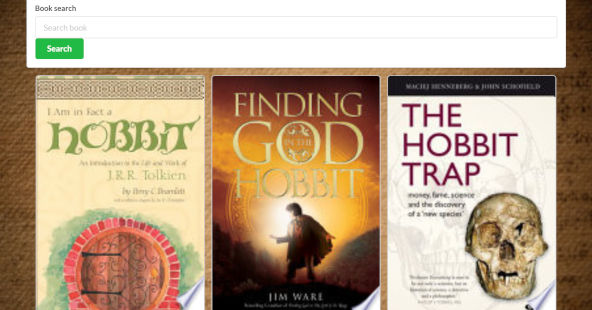 Book search
Search book
Search
I Am in Fact a
HOBBIT
An Introduction to the Life and Work of
J.R.R. Tolkien
by Perry C. Bramlett
FINDING
GOD
IN THE
HOBBIT
JIM WARE
MACIEJ HENNEBERG & JOHN SCHOFIELD
THE
HOBBIT
TRAP
money, fame, science
and the discovery
of a 'new species'